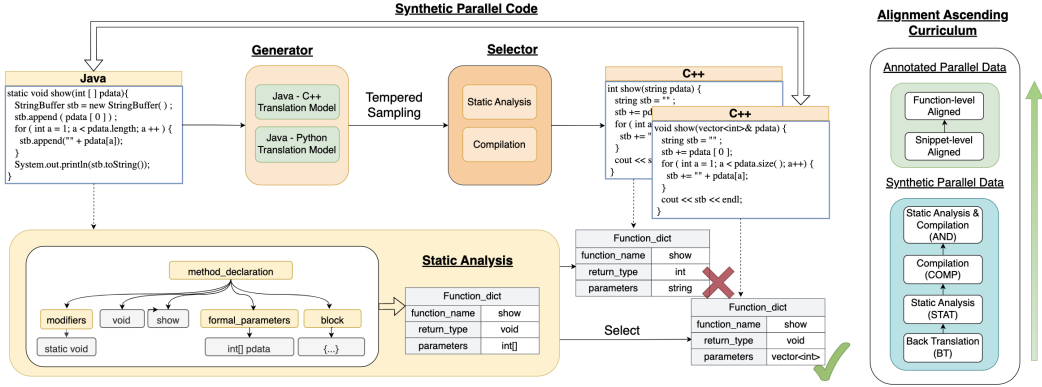 Synthetic Parallel Code
Java
static void show(int [ ] pdata){
StringBuffer stb = new StringBuffer( ) ;
stb.append ( pdata [ 0 ] ) ;
for ( int a = 1; a < pdata.length; a ++ ) {
stb.append("" + pdata[a]);
}
System.out.println(stb.toString());
}
Generator
Java - C++
Translation Model
Java - Python
Translation Model
Tempered
Sampling
Selector
Static Analysis
Compilation
C++
int show(string pdata) {
string stb = "" ;
stb += pd
for ( int a
stb += "
}
cout << s
}
C++
void show(vector<int>& pdata) {
string stb = "" ;
stb += pdata [ 0 ];
for ( int a = 1; a < pdata.size( ); a++) {
stb += "" + pdata[a];
}
cout << stb << endl;
}
Static Analysis
method_declaration
modifiers
void
show
formal_parameters
block
static void
int[] pdata
{...}
Function_dict
function_name show
return_type void
parameters int[]
Function_dict
function_name show
return_type int
parameters string
Select
Function_dict
function_name show
return_type void
parameters vector<int>
Alignment Ascending
Curriculum
Annotated Parallel Data
Function-level
Aligned
Snippet-level
Aligned
Synthetic Parallel Data
Static Analysis &
Compilation
(AND)
Compilation
(COMP)
Static Analysis
(STAT)
Back Translation
(BT)